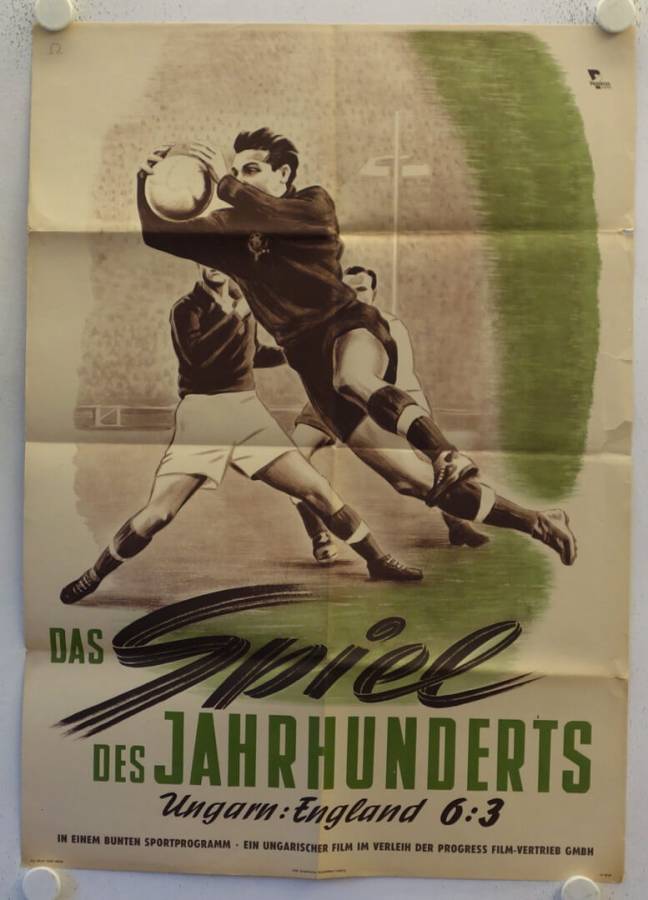 DAS Spiel
DES JAHRHUNDERTS
Ungarn : England 6:3
IN EINEM BUNTEN SPORTPROGRAMM · EIN UNGARISCHER FILM IM VERLEIH DER PROGRESS FILM-VERTRIEB GMBH